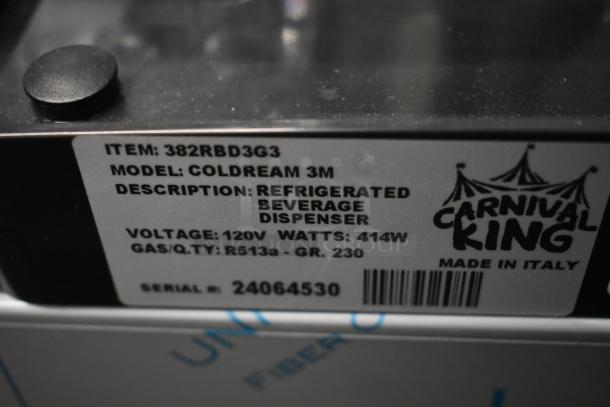 ITEM: 382RBD3G3
MODEL: COLDREAM 3M
DESCRIPTION: REFRIGERATED
BEVERAGE
DISPENSER
VOLTAGE: 120V WATTS: 414W
GAS/Q.TY: R513a - GR. 230
SERIAL #: 24064530
CARNIVAL
KING
MADE IN ITALY
FIBER